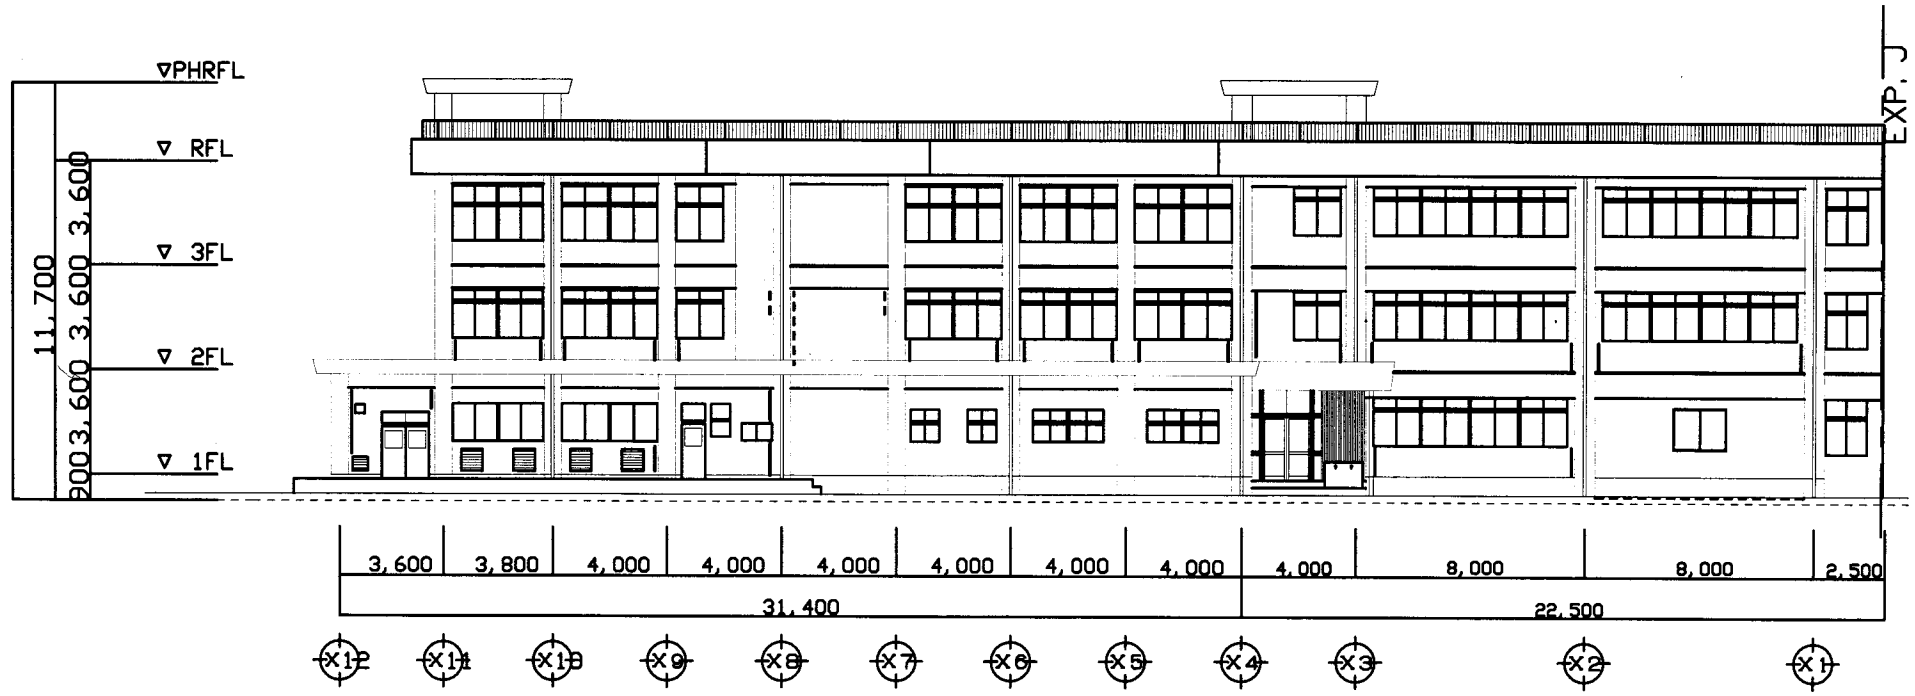 ▽PHRFL
▽ RFL
▽ 3FL
▽ 2FL
▽ 1FL
11,700
3,600
3,600
3,600
900
EXP.J
3,600 3,800 4,000 4,000 4,000 4,000 4,000 4,000 4,000 8,000 8,000 2,500
31,400 22,500
X12 X11 X10 X9 X8 X7 X6 X5 X4 X3 X2 X1